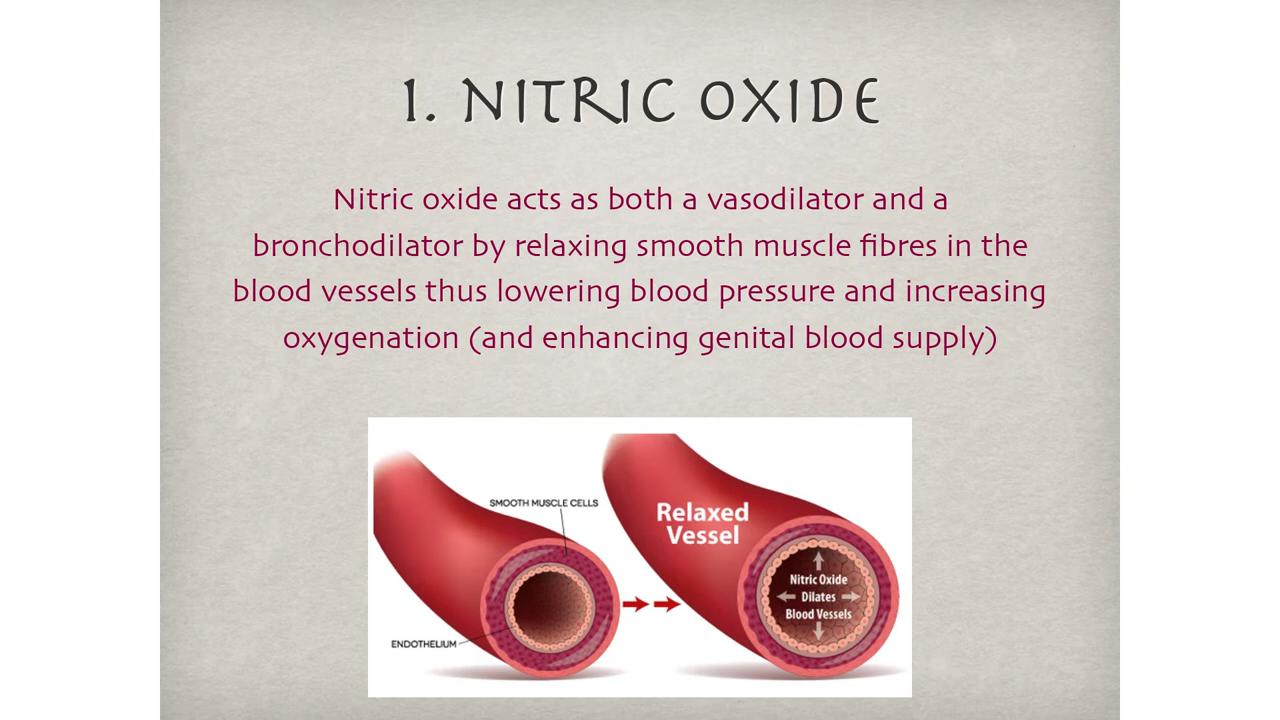 1. NITRIC OXIDE
Nitric oxide acts as both a vasodilator and a
bronchodilator by relaxing smooth muscle fibres in the
blood vessels thus lowering blood pressure and increasing
oxygenation (and enhancing genital blood supply)
SMOOTH MUSCLE CELLS
ENDOTHELIUM
Relaxed
Vessel
Nitric Oxide
Dilates
Blood Vessels